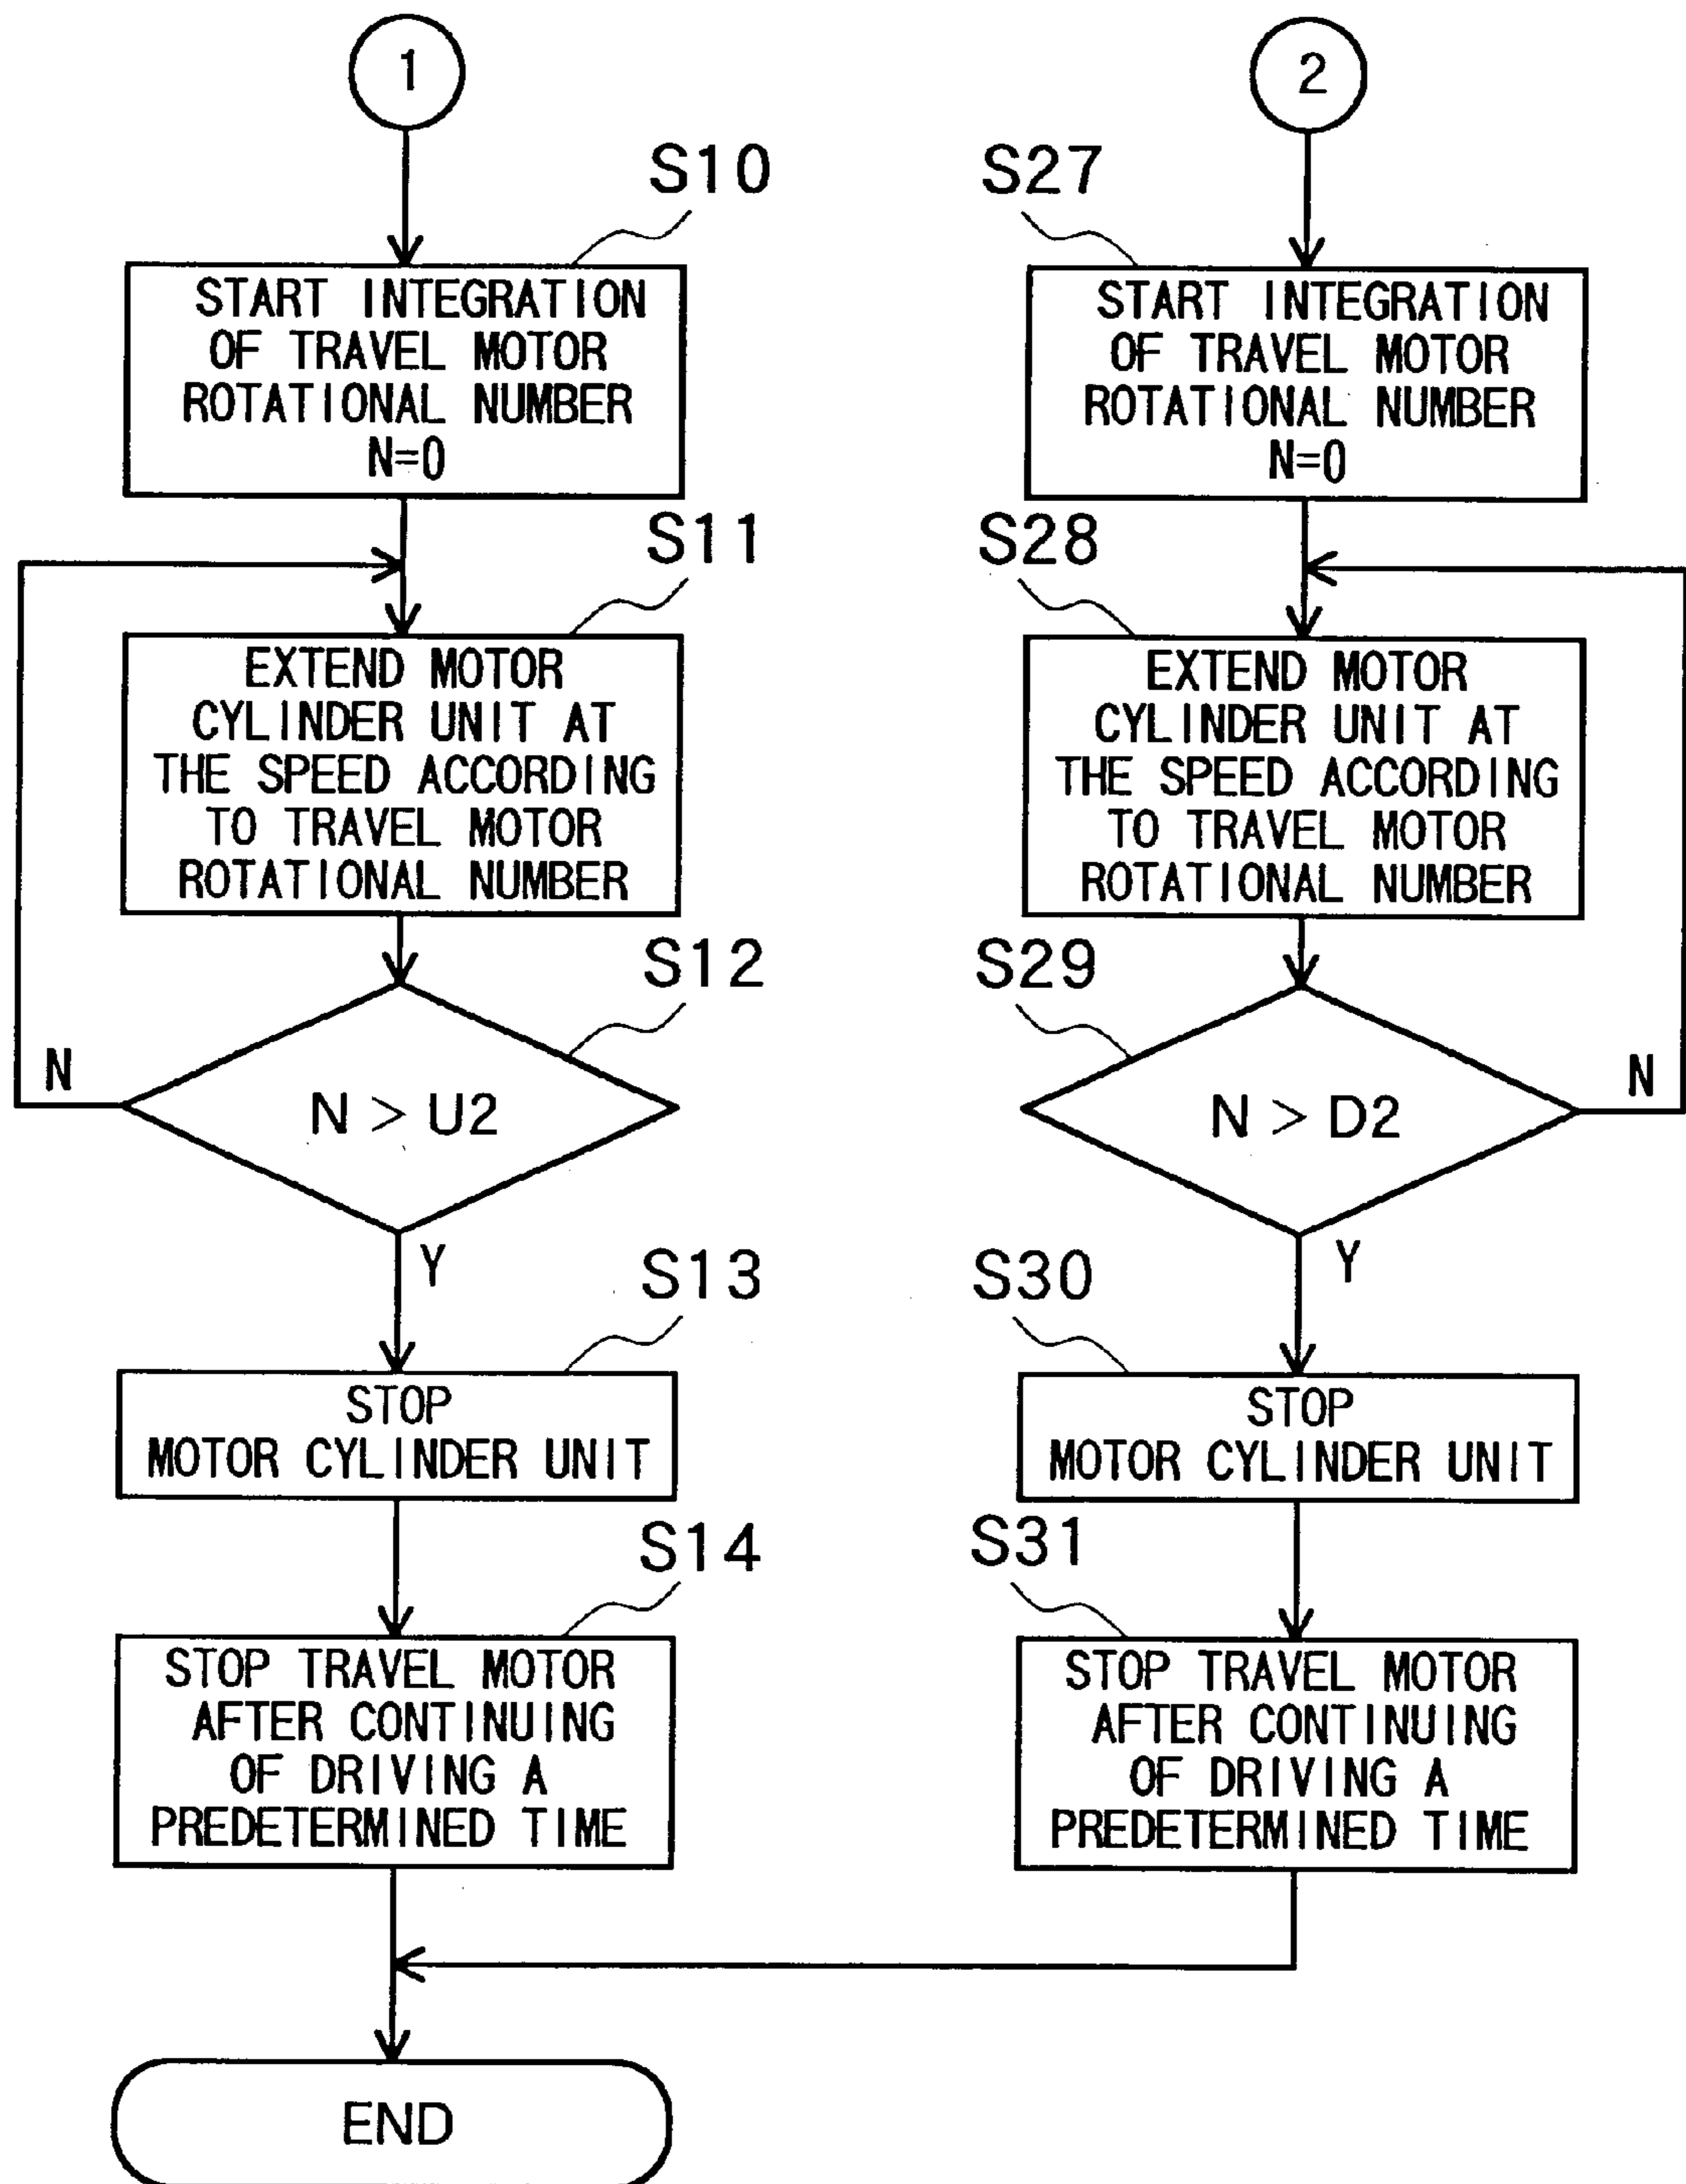 1
S10
START INTEGRATION
OF TRAVEL MOTOR
ROTATIONAL NUMBER
N=0
S11
EXTEND MOTOR
CYLINDER UNIT AT
THE SPEED ACCORDING
TO TRAVEL MOTOR
ROTATIONAL NUMBER
S12
N
N > U2
Y
S13
STOP
MOTOR CYLINDER UNIT
S14
STOP TRAVEL MOTOR
AFTER CONTINUING
OF DRIVING A
PREDETERMINED TIME
END
2
S27
START INTEGRATION
OF TRAVEL MOTOR
ROTATIONAL NUMBER
N=0
S28
EXTEND MOTOR
CYLINDER UNIT AT
THE SPEED ACCORDING
TO TRAVEL MOTOR
ROTATIONAL NUMBER
S29
N
N > D2
Y
S30
STOP
MOTOR CYLINDER UNIT
S31
STOP TRAVEL MOTOR
AFTER CONTINUING
OF DRIVING A
PREDETERMINED TIME